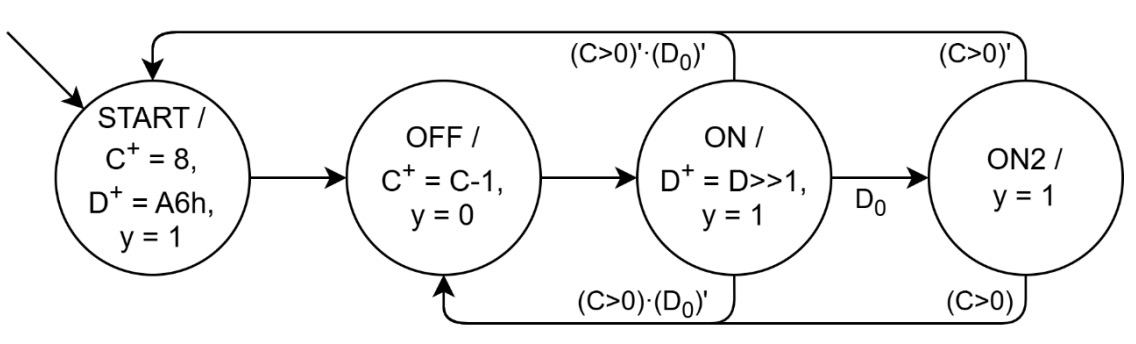 (C>0)'·(D₀)'
(C>0)'
START /
C⁺ = 8,
D⁺ = A6h,
y = 1
OFF /
C⁺ = C-1,
y = 0
ON /
D⁺ = D>>1,
y = 1
D₀
ON2 /
y = 1
(C>0)·(D₀)'
(C>0)